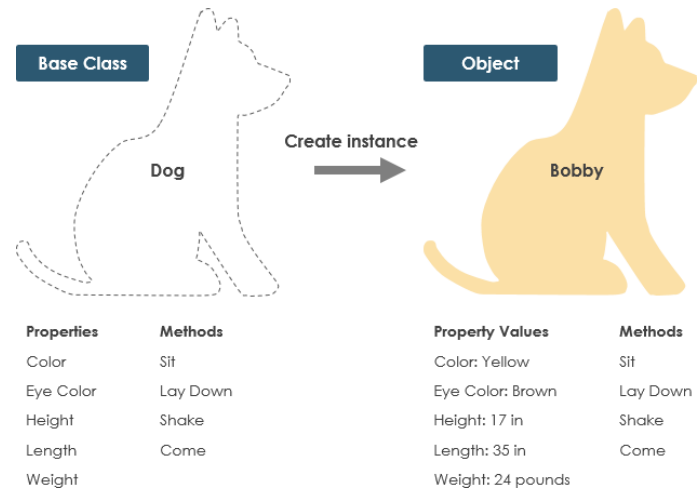 Base Class
Object
Create instance
Dog
Bobby
Properties Methods
Color Sit
Eye Color Lay Down
Height Shake
Length Come
Weight
Property Values Methods
Color: Yellow Sit
Eye Color: Brown Lay Down
Height: 17 in Shake
Length: 35 in Come
Weight: 24 pounds